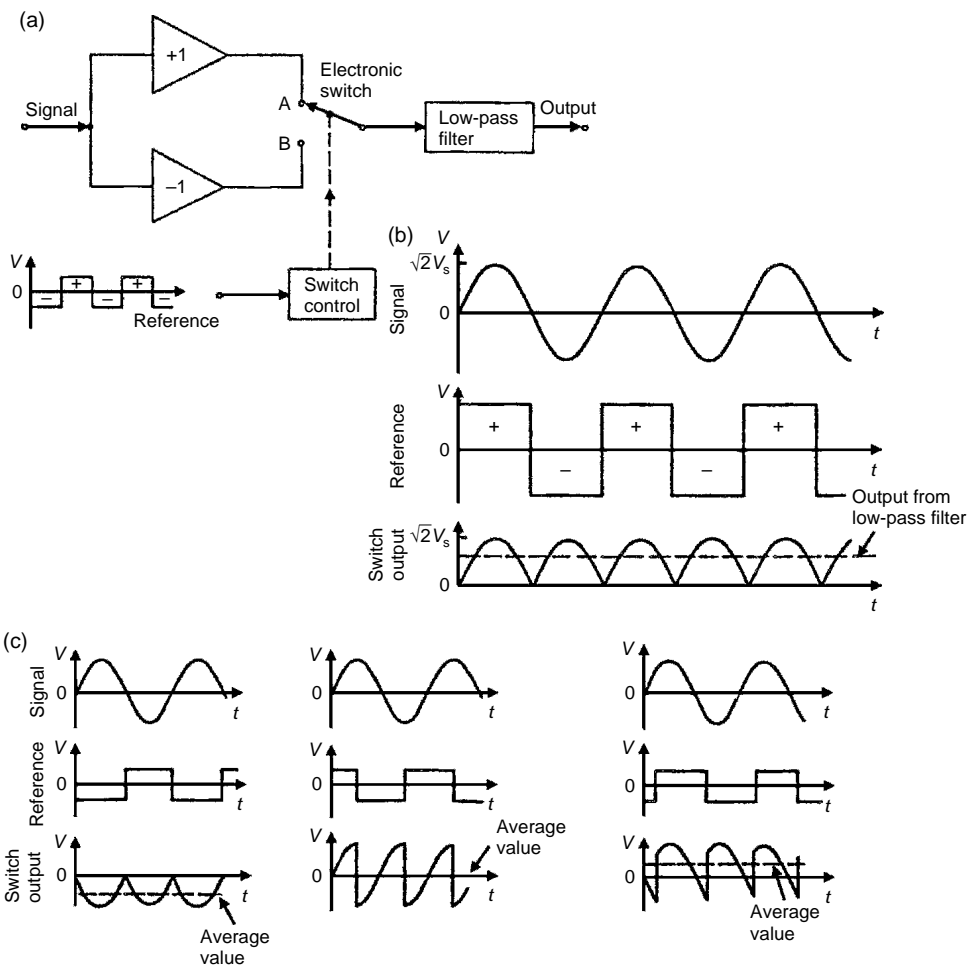 (a)
+1
Electronic
switch
Signal
A
Low-pass
filter
Output
B
–1
V
0
– + – + –
Reference
Switch
control
(b)
V
√2Vs
Signal
0
t
V
Reference
0
+ – + – +
t
Output from
low-pass filter
Switch
output
√2Vs
0
t
(c)
V
Signal
0
t
V
0
t
V
0
t
V
Reference
0
t
V
0
t
V
0
t
V
Switch
output
0
t
Average
value
V
0
t
Average
value
V
0
t
Average
value